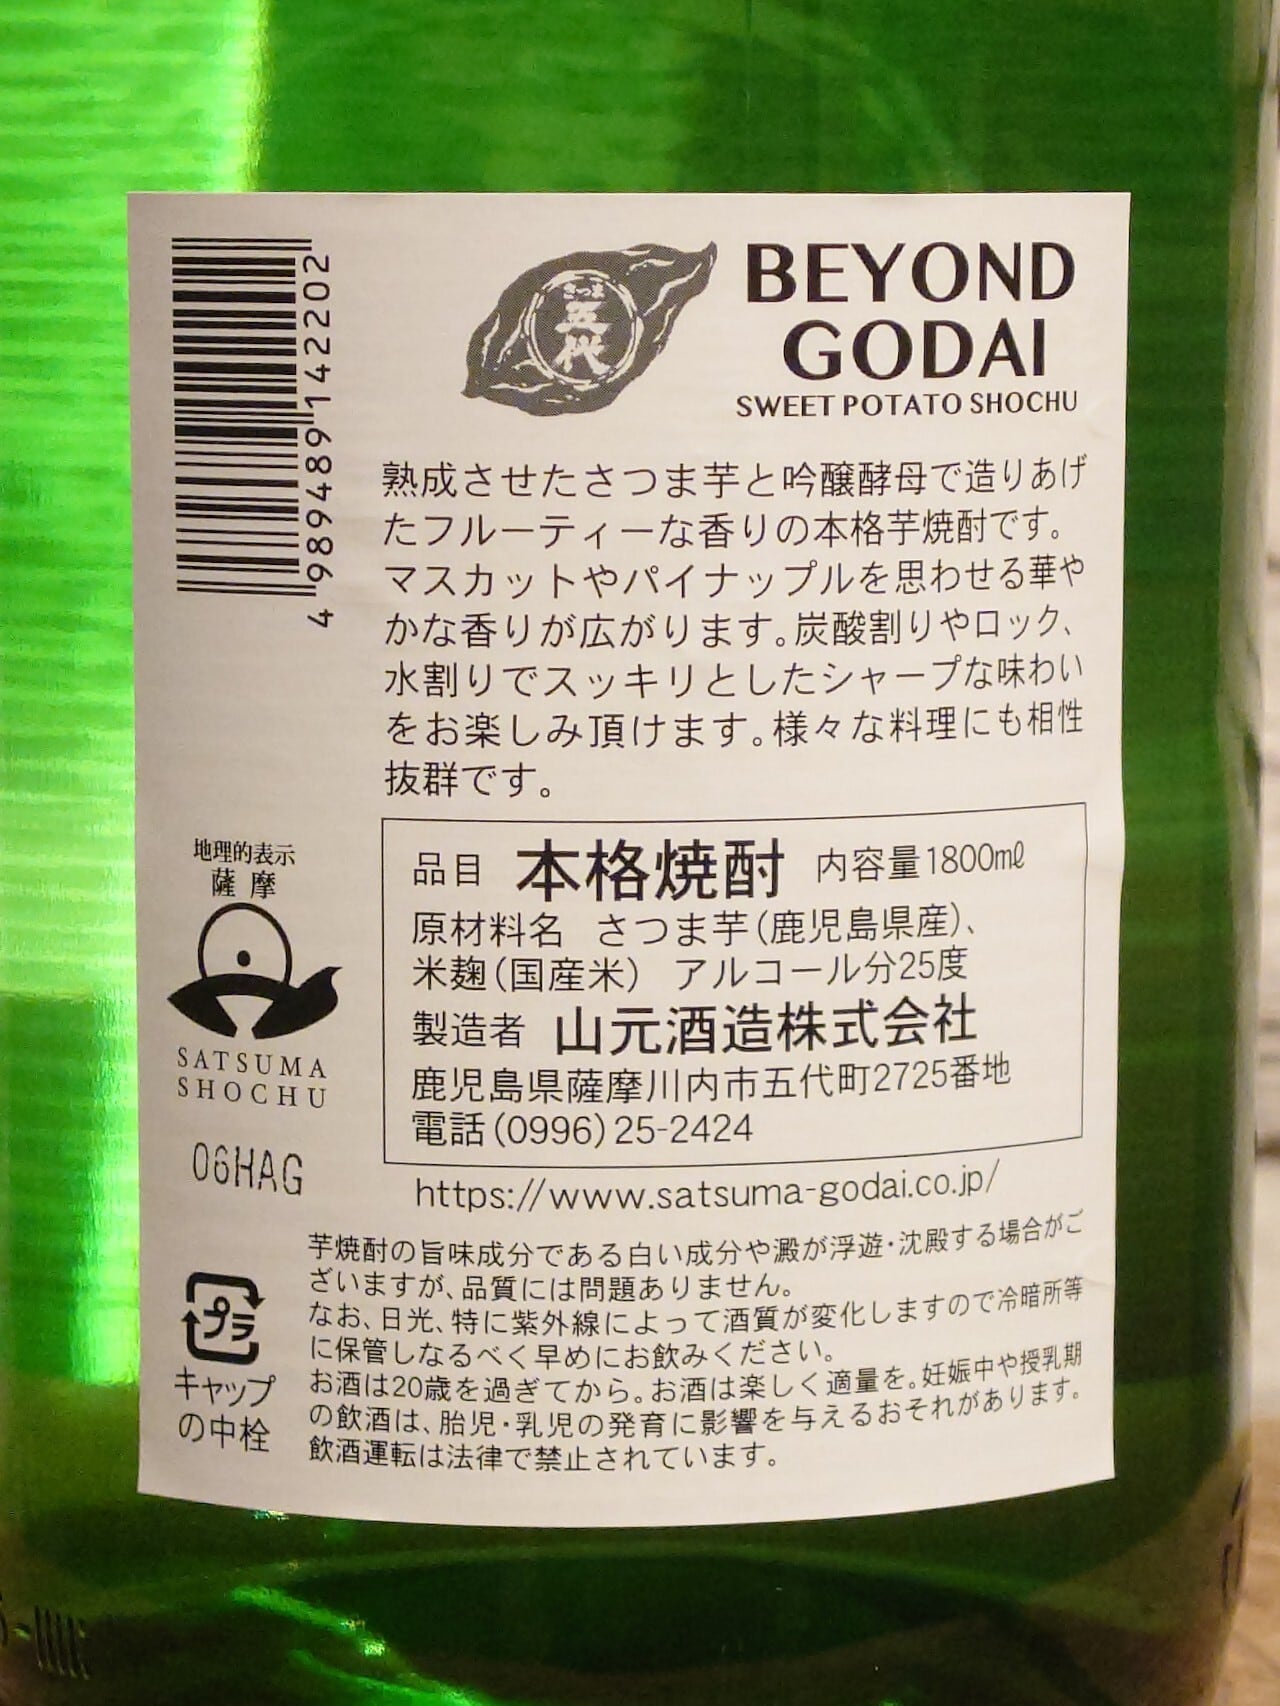 4989489142202
さつま
五代
BEYOND
GODAI
SWEET POTATO SHOCHU
熟成させたさつま芋と吟醸酵母で造りあげ
たフルーティーな香りの本格芋焼酎です。
マスカットやパイナップルを思わせる華や
かな香りが広がります。炭酸割りやロック、
水割りでスッキリとしたシャープな味わい
をお楽しみ頂けます。様々な料理にも相性
抜群です。
品目 本格焼酎 内容量1800㎖
原材料名 さつま芋(鹿児島県産)、
米麹(国産米) アルコール分25度
製造者 山元酒造株式会社
鹿児島県薩摩川内市五代町2725番地
電話(0996)25-2424
https://www.satsuma-godai.co.jp/
地理的表示
薩摩
SATSUMA
SHOCHU
06HAG
プラ
キャップ
の中栓
芋焼酎の旨味成分である白い成分や澱が浮遊・沈殿する場合がご
ざいますが、品質には問題ありません。
なお、日光、特に紫外線によって酒質が変化しますので冷暗所等
に保管しなるべく早めにお飲みください。
お酒は20歳を過ぎてから。お酒は楽しく適量を。妊娠中や授乳期
の飲酒は、胎児・乳児の発育に影響を与えるおそれがあります。
飲酒運転は法律で禁止されています。